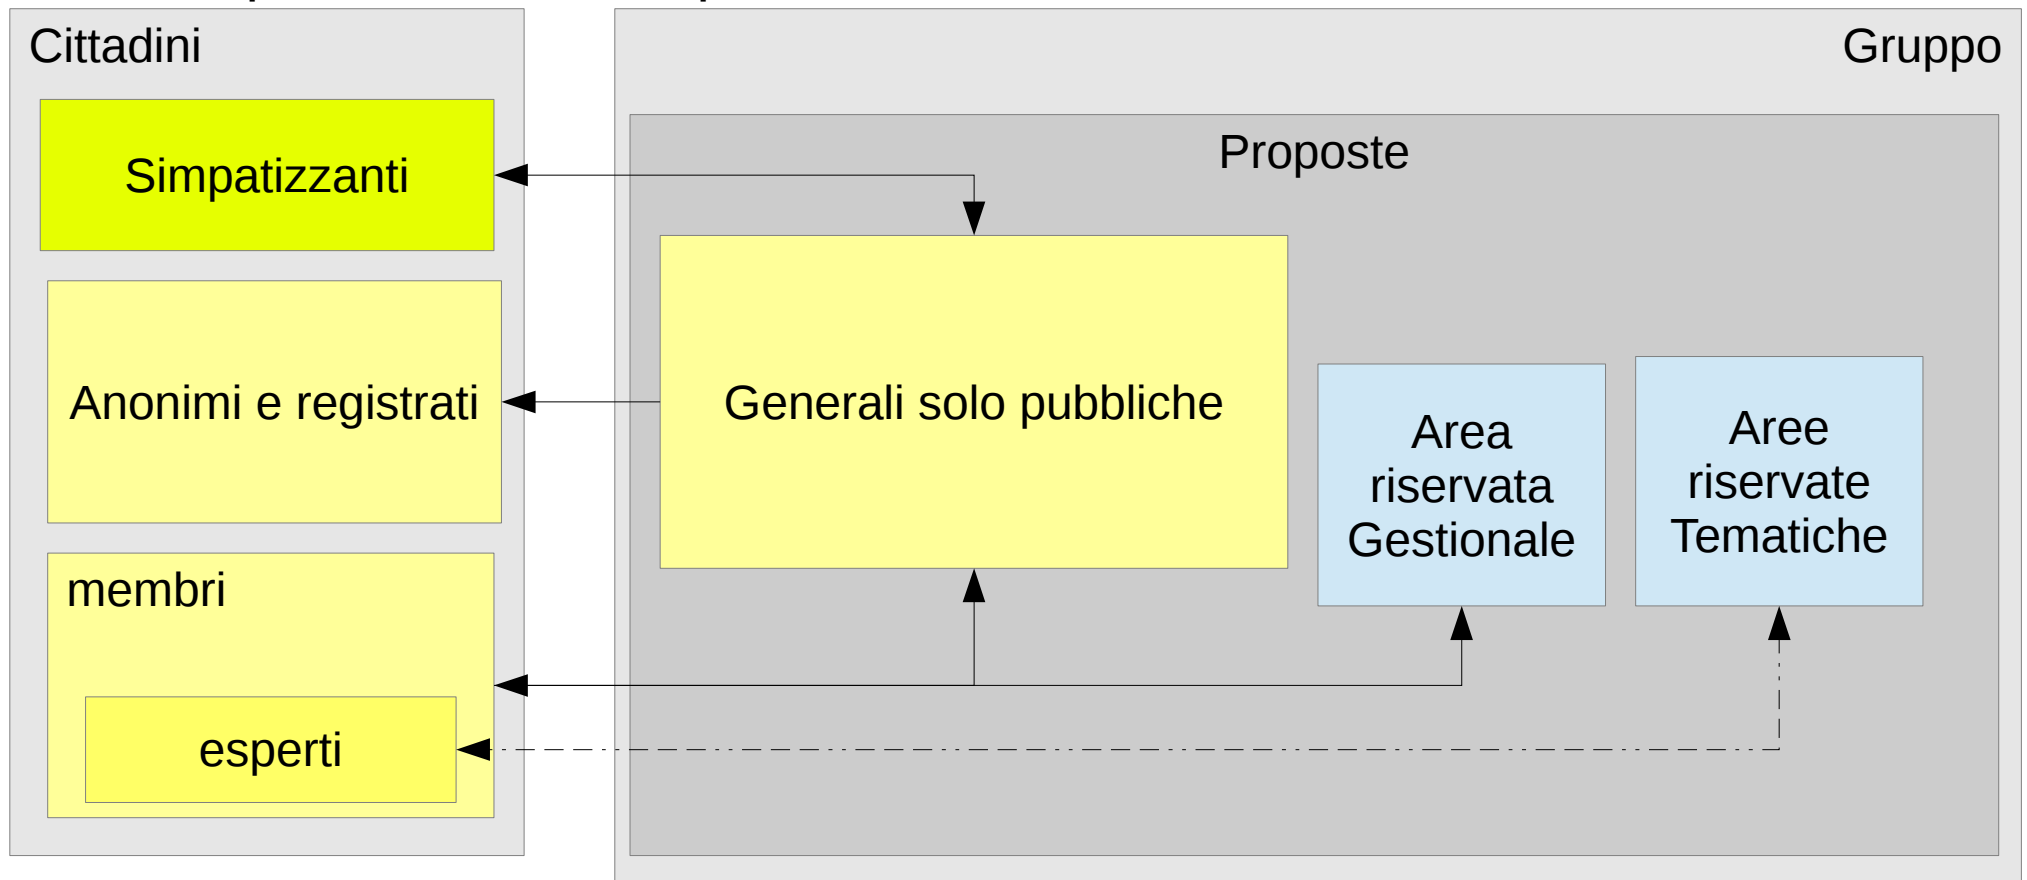 Cittadini
Gruppo
Simpatizzanti
Proposte
Anonimi e registrati
Generali solo pubbliche
Area
riservata
Gestionale
Aree
riservate
Tematiche
membri
esperti